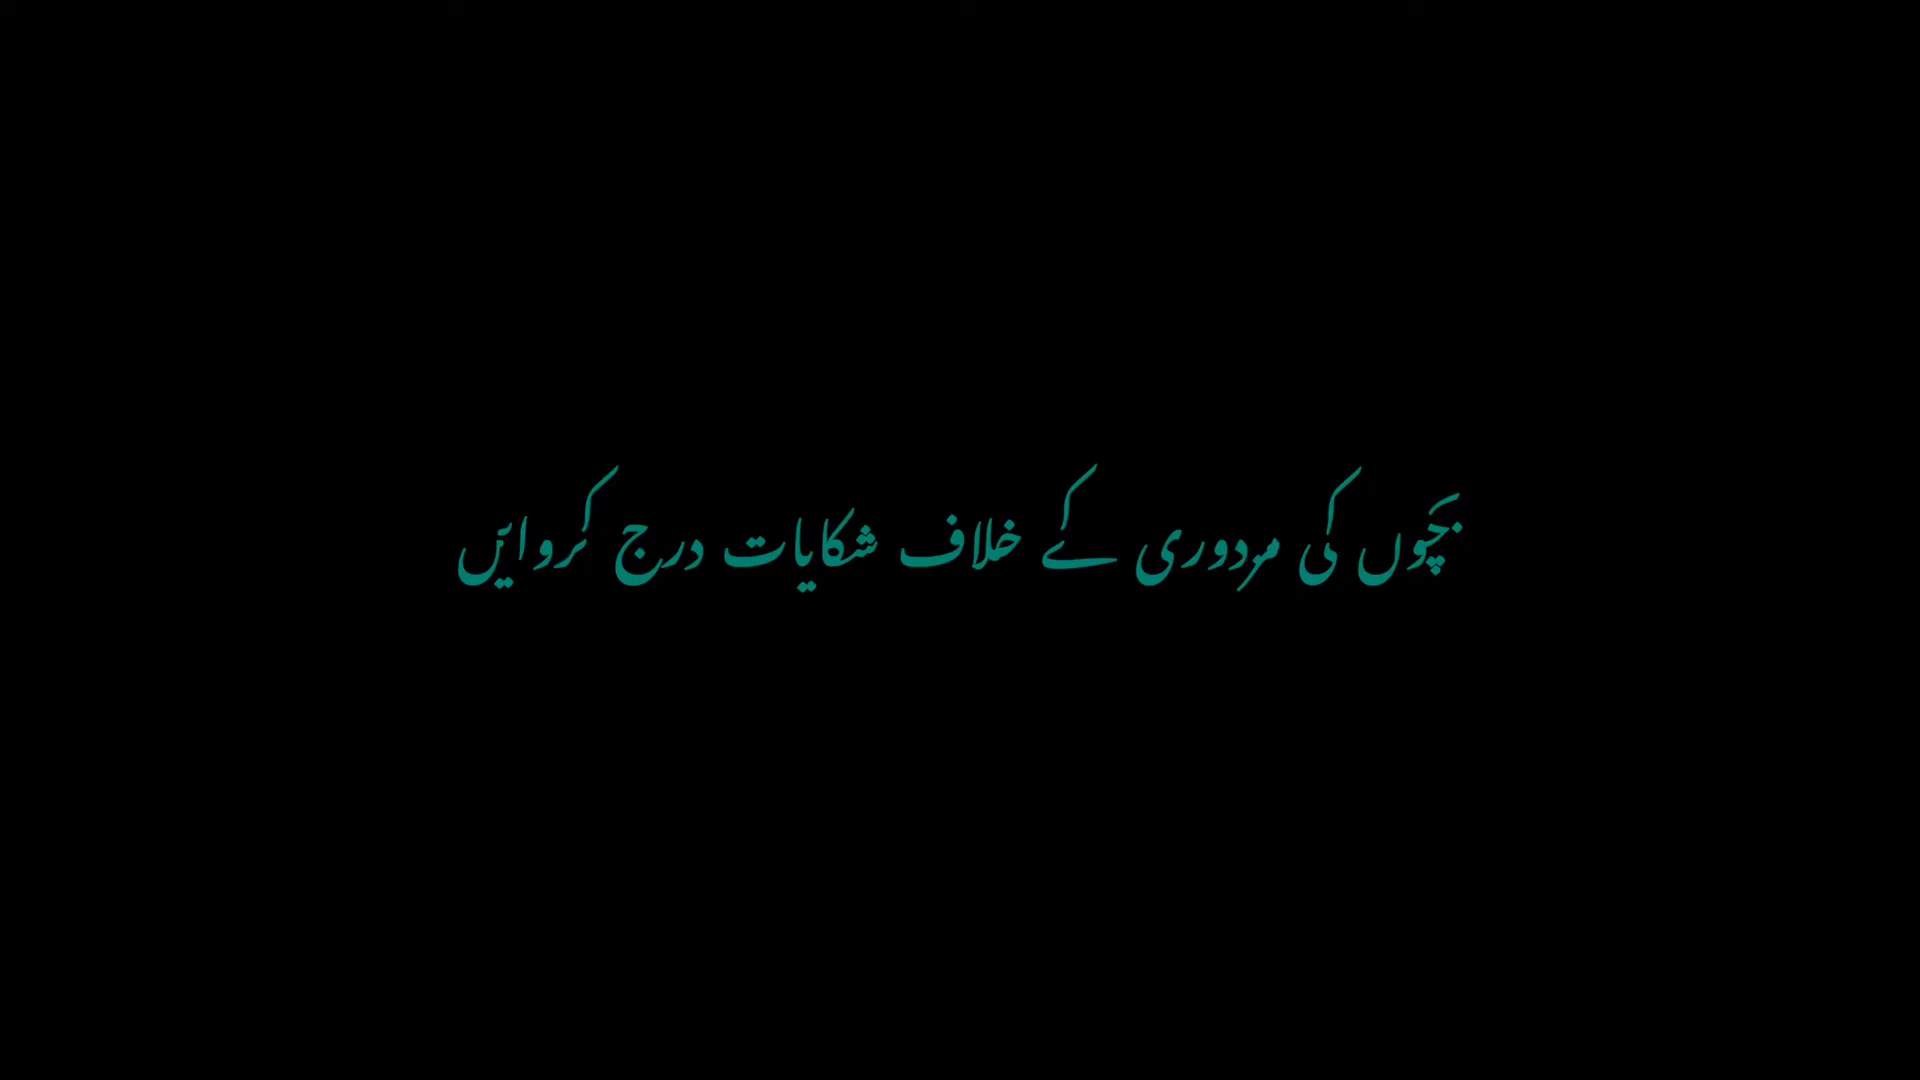 بچوں کی مزدوری کے خلاف شکایات درج کروائیں